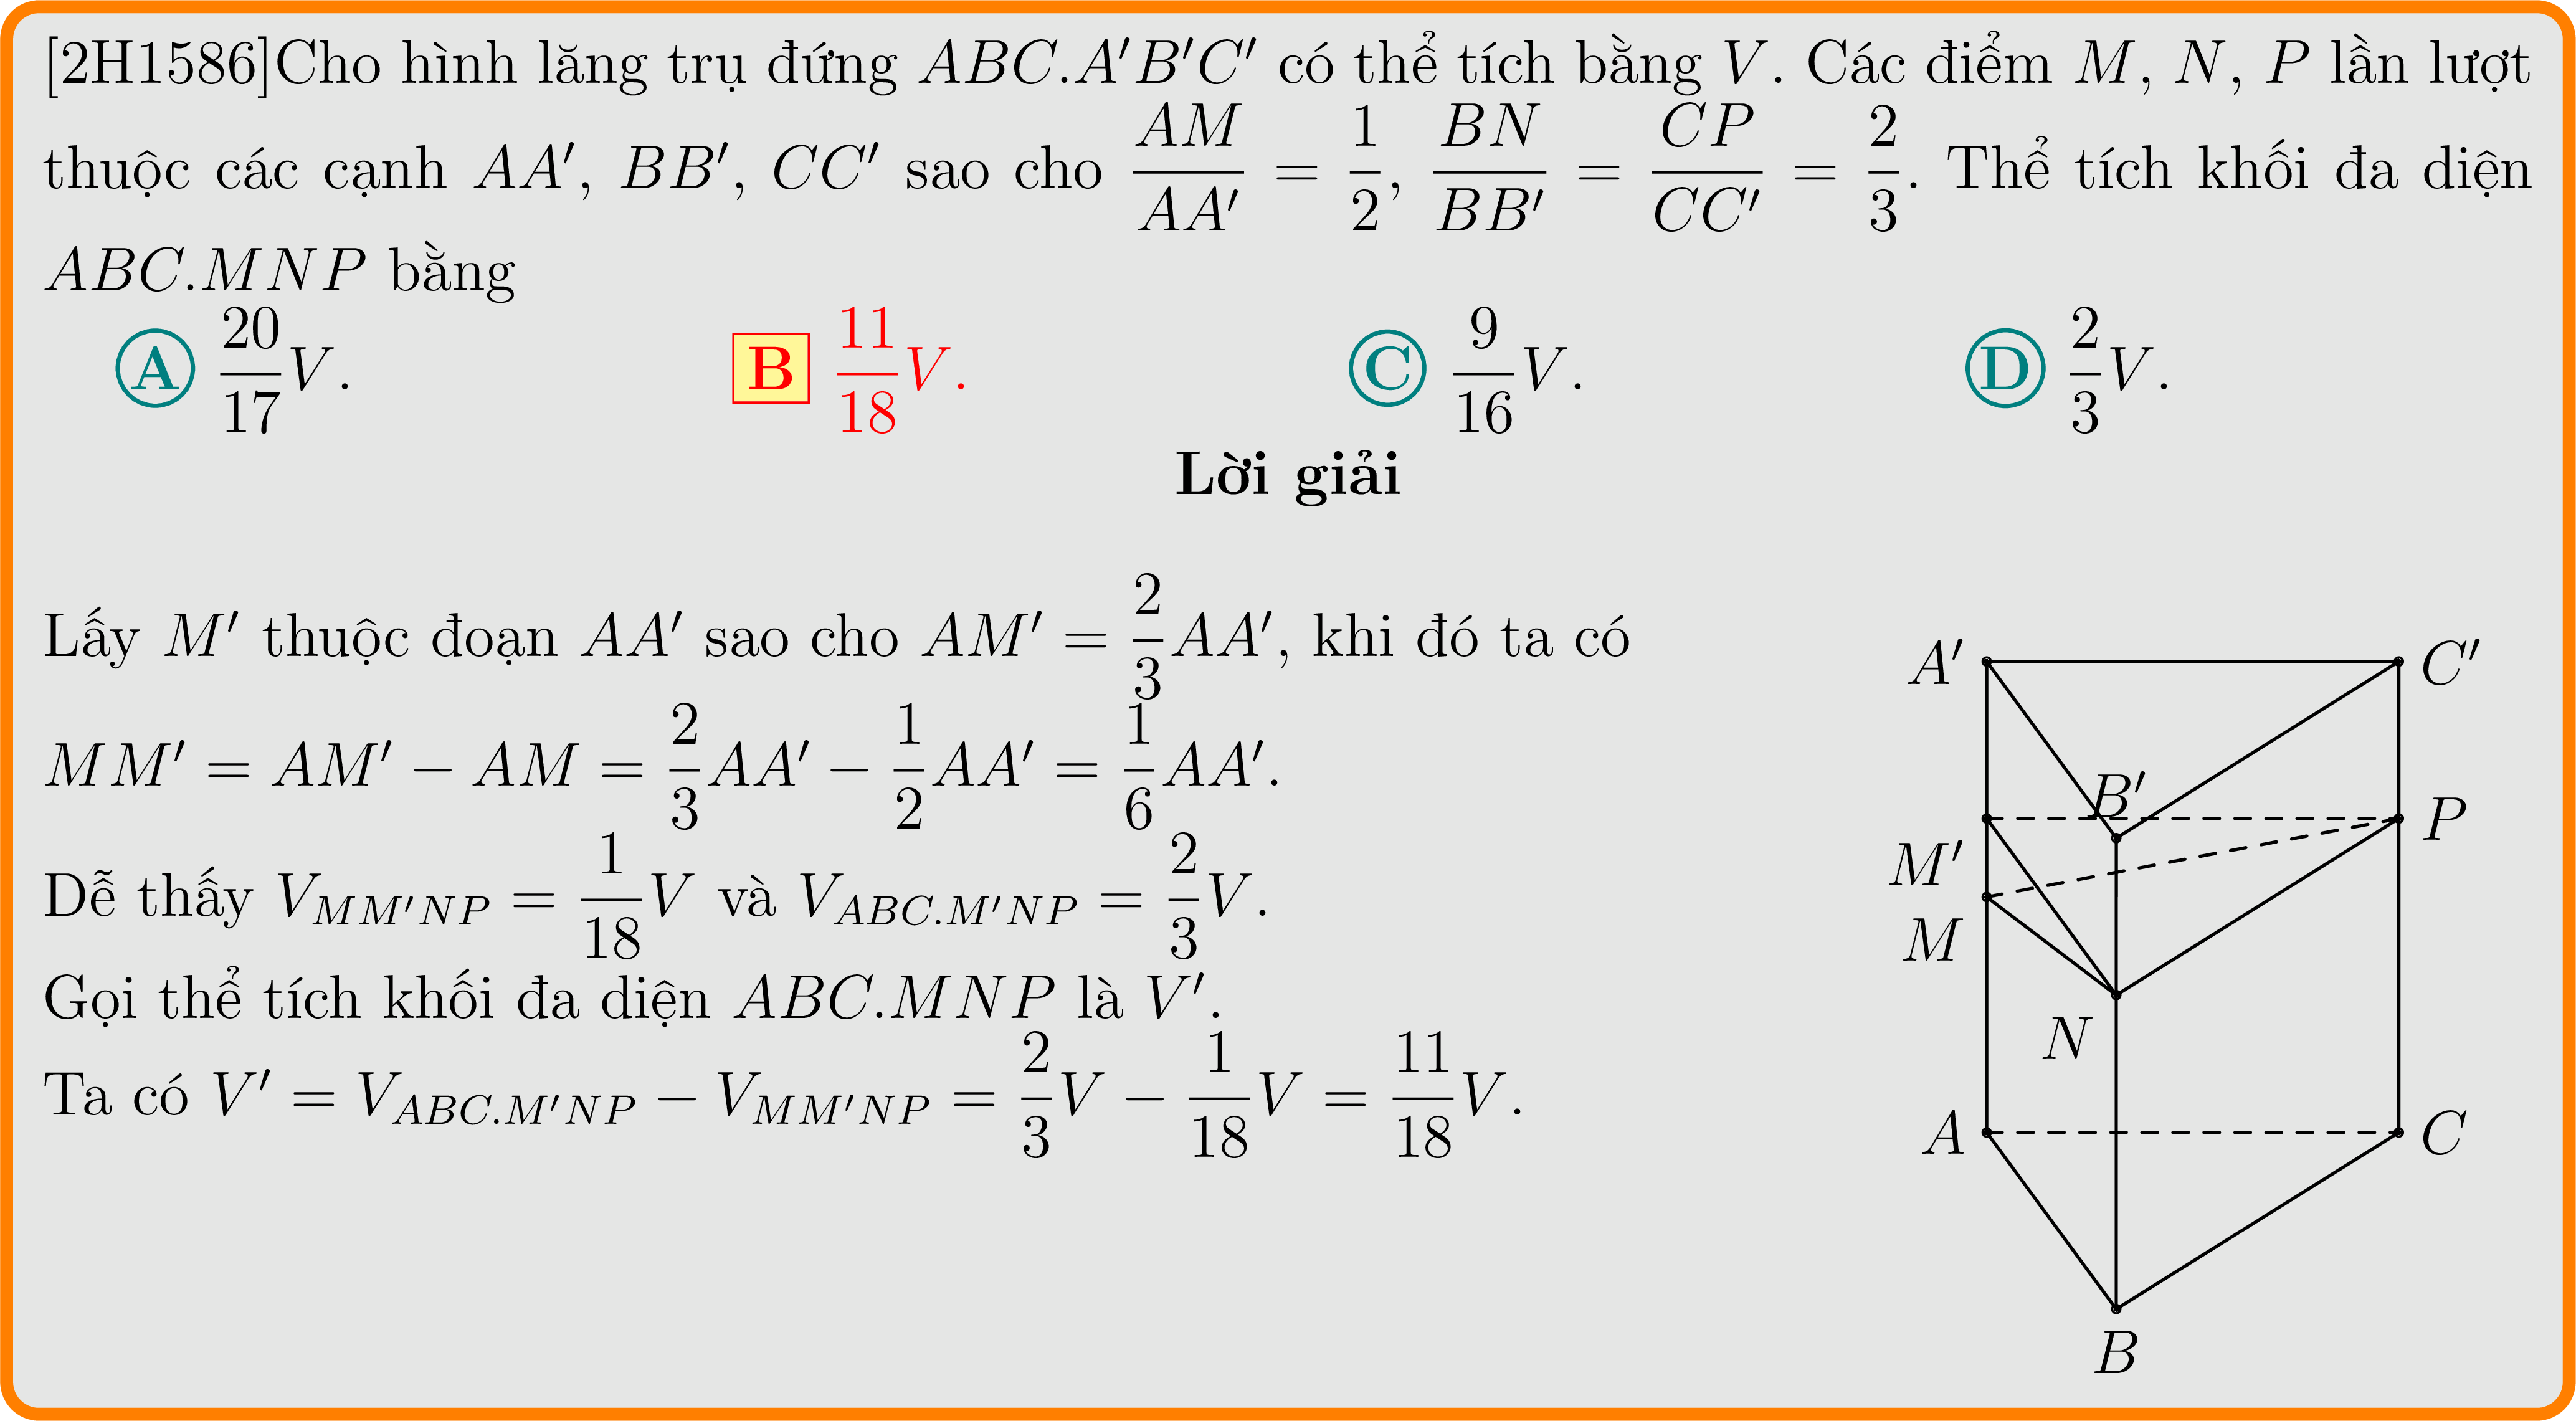 [2H1586]Cho hình lăng trụ đứng ABC.A′B′C′ có thể tích bằng V. Các điểm M, N, P lần lượt
thuộc các cạnh AA′, BB′, CC′ sao cho \frac{AM}{AA′} = \frac{1}{2}, \frac{BN}{BB′} = \frac{CP}{CC′} = \frac{2}{3}. Thể tích khối đa diện
ABC.MNP bằng
A \frac{20}{17}V. B \frac{11}{18}V. C \frac{9}{16}V. D \frac{2}{3}V.
Lời giải
Lấy M′ thuộc đoạn AA′ sao cho AM′ = \frac{2}{3}AA′, khi đó ta có
MM′ = AM′ − AM = \frac{2}{3}AA′ − \frac{1}{2}AA′ = \frac{1}{6}AA′.
Dễ thấy V_{MM′NP} = \frac{1}{18}V và V_{ABC.M′NP} = \frac{2}{3}V.
Gọi thể tích khối đa diện ABC.MNP là V′.
Ta có V′ = V_{ABC.M′NP} − V_{MM′NP} = \frac{2}{3}V − \frac{1}{18}V = \frac{11}{18}V.
A′
C′
B′
P
M′
M
N
A
C
B